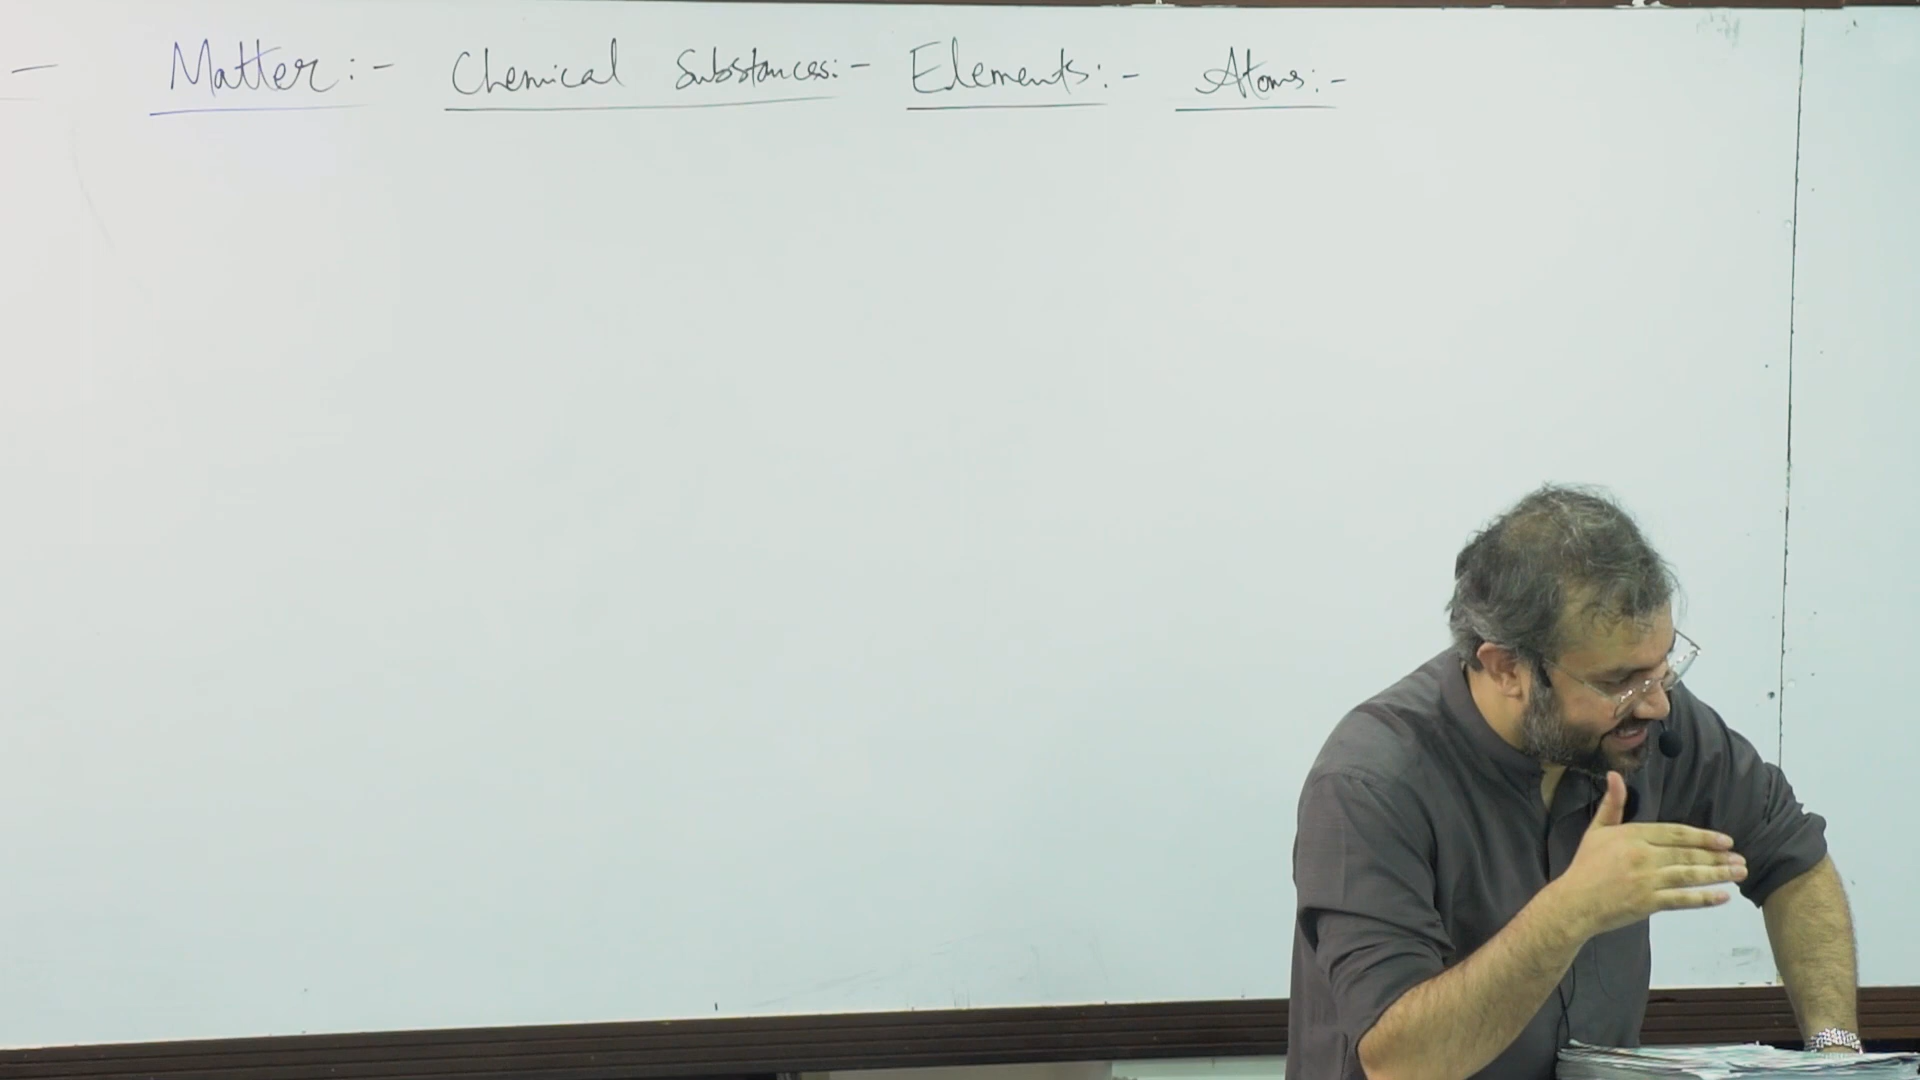 — Matter:- Chemical Substances:- Elements:- Atoms:-